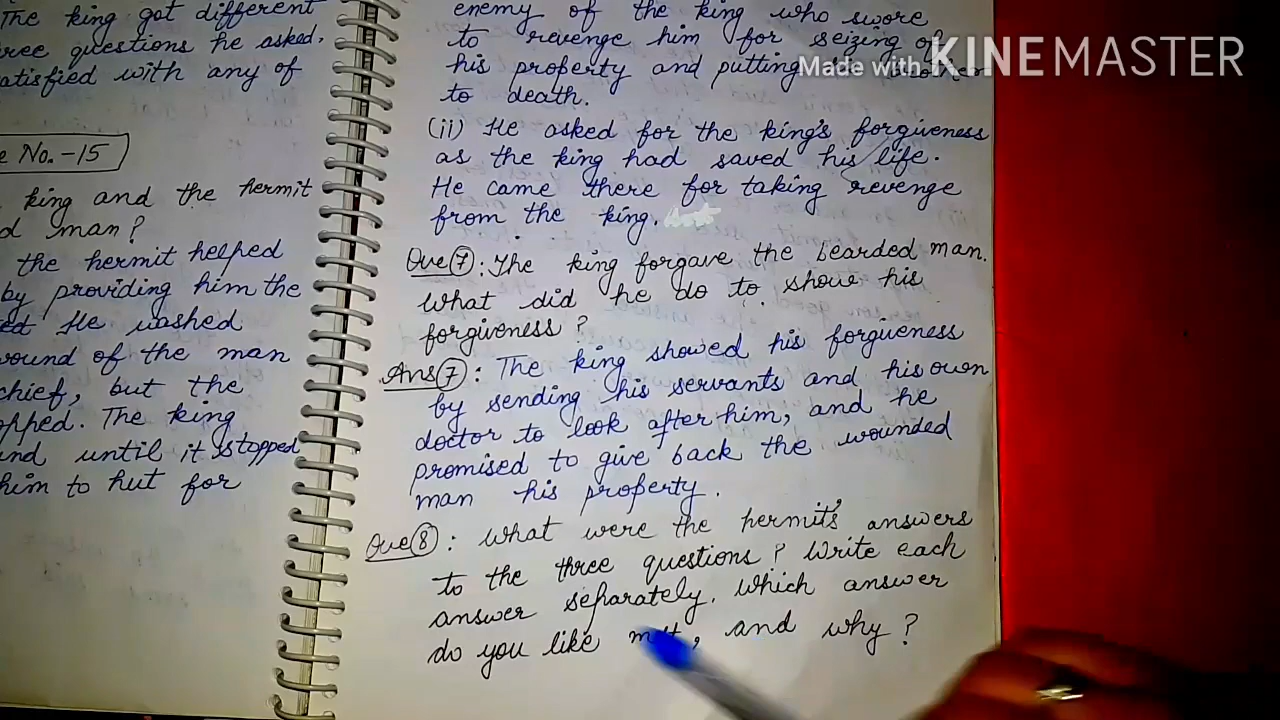 The king got different
ree questions he asked.
atisfied with any of
e No.-15
king and the hermit
d man?
the hermit helped
by providing him the
ed He washed
ound of the man
chief, but the
opped. The king
und until it stopped
him to hut for
enemy of the king who swore
to revenge him for seizing of
his property and putting
to death.
(ii) He asked for the king's forgiveness
as the king had saved his life.
He came there for taking revenge
from the king.
Que 7: The king forgave the bearded man.
What did he do to show his
forgiveness?
Ans 7: The king showed his forgiveness
by sending his servants and his own
doctor to look after him, and he
promised to give back the wounded
man his property.
Que 8: What were the hermit's answers
to the three questions? Write each
answer separately. Which answer
do you like , and why?
Made with KINEMASTER